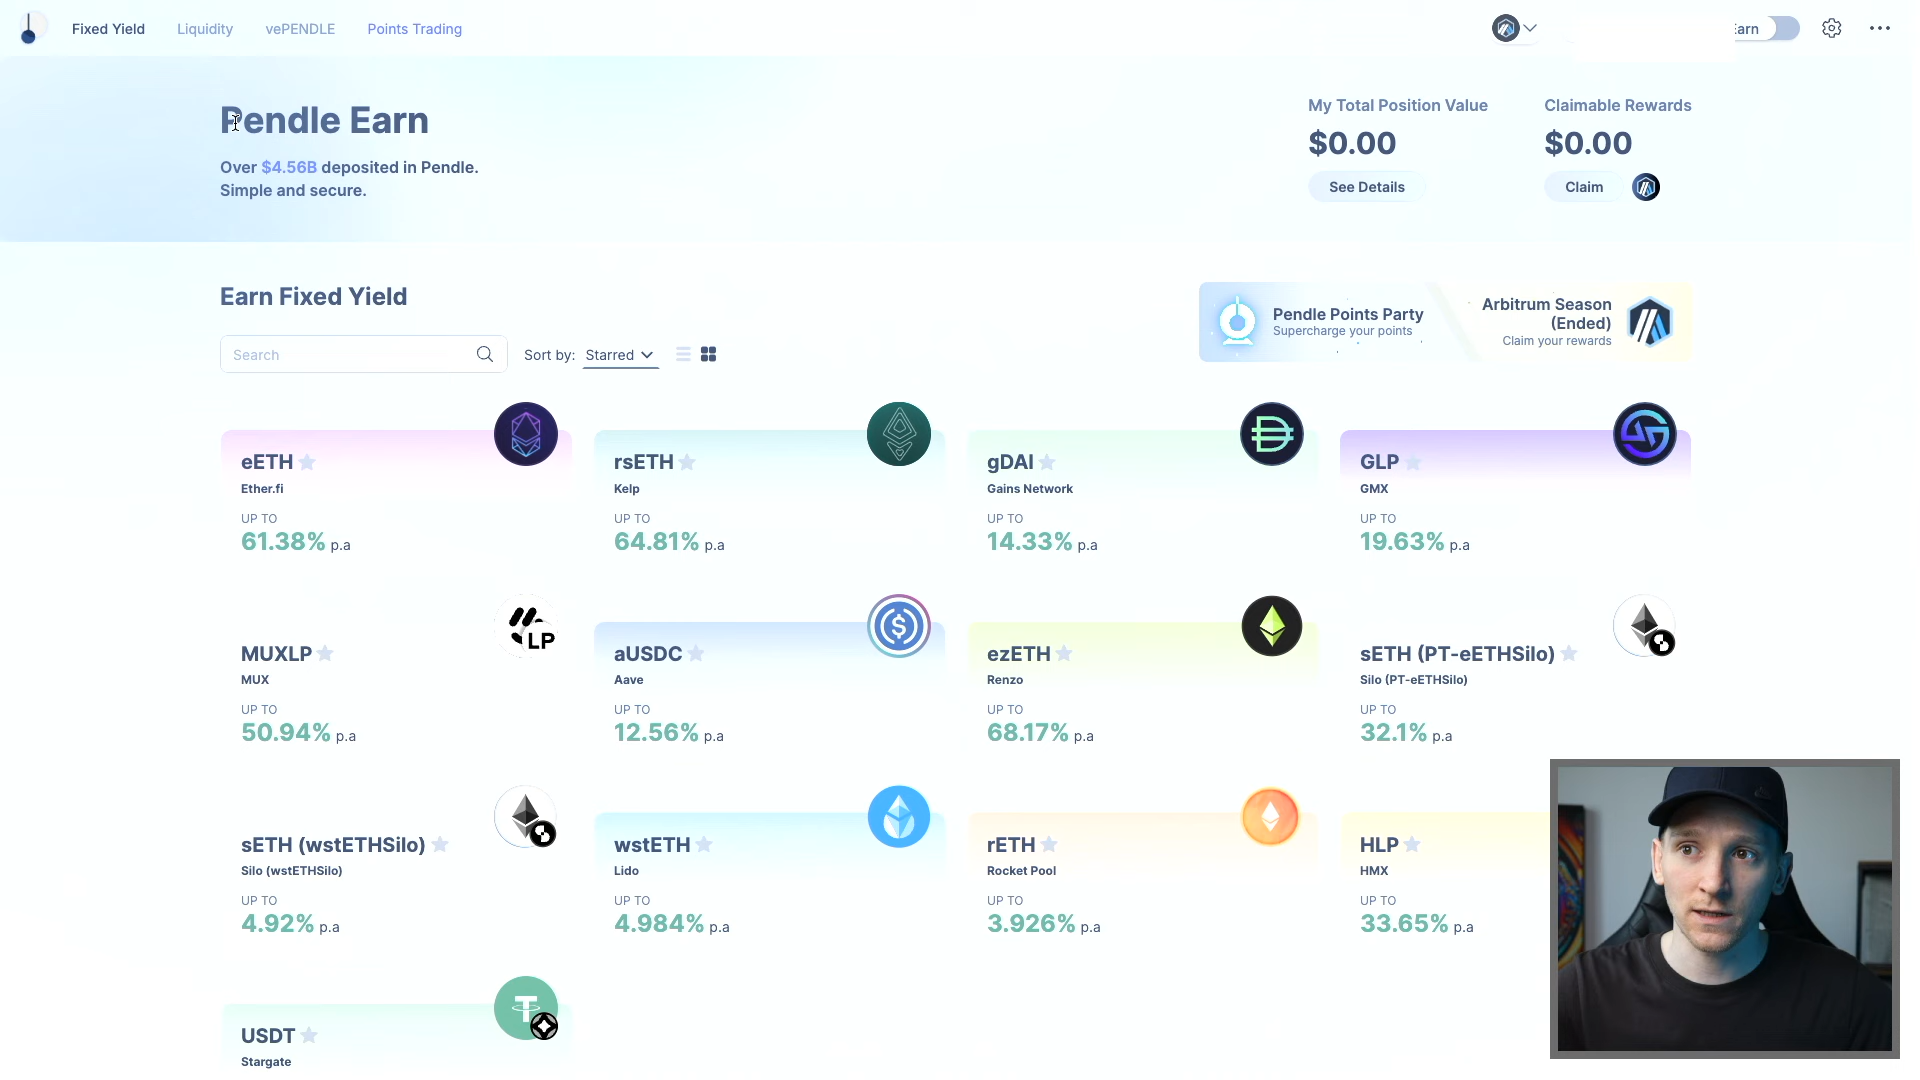 Fixed Yield
Liquidity
vePENDLE
Points Trading
Earn
Pendle Earn
Over $4.56B deposited in Pendle.
Simple and secure.
My Total Position Value
$0.00
See Details
Claimable Rewards
$0.00
Claim
Earn Fixed Yield
Search
Sort by: Starred
Pendle Points Party
Supercharge your points
Arbitrum Season
(Ended)
Claim your rewards
eETH
Ether.fi
UP TO
61.38% p.a
rsETH
Kelp
UP TO
64.81% p.a
gDAI
Gains Network
UP TO
14.33% p.a
GLP
GMX
UP TO
19.63% p.a
LP
MUXLP
MUX
UP TO
50.94% p.a
aUSDC
Aave
UP TO
12.56% p.a
ezETH
Renzo
UP TO
68.17% p.a
sETH (PT-eETHSilo)
Silo (PT-eETHSilo)
UP TO
32.1% p.a
sETH (wstETHSilo)
Silo (wstETHSilo)
UP TO
4.92% p.a
wstETH
Lido
UP TO
4.984% p.a
rETH
Rocket Pool
UP TO
3.926% p.a
HLP
HMX
UP TO
33.65% p.a
USDT
Stargate